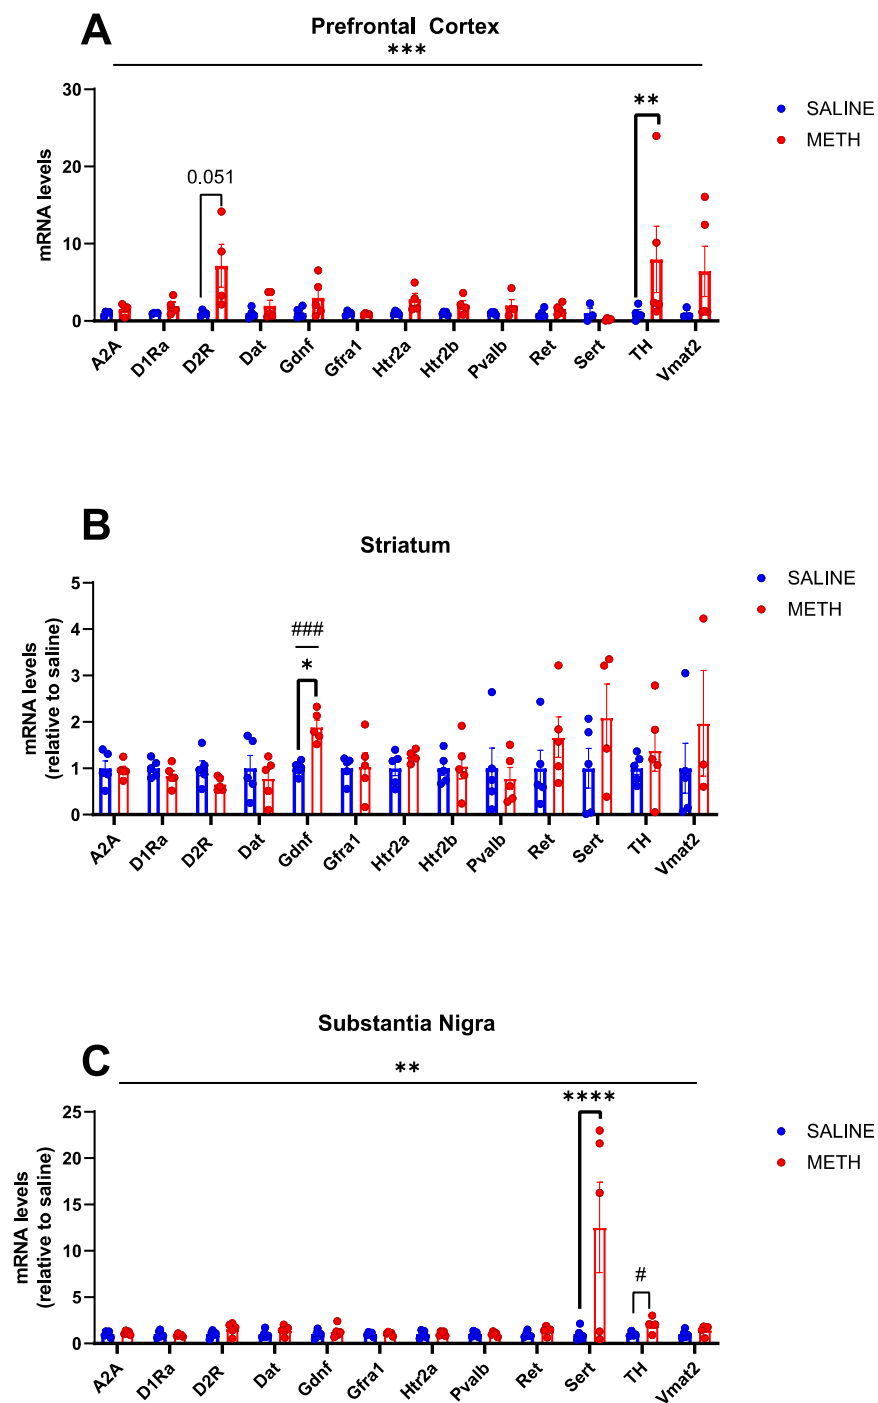 A
Prefrontal Cortex
***
30
20
10
0
mRNA levels
0.051
**
SALINE
METH
A2A
D1Ra
D2R
Dat
Gdnf
Gfra1
Htr2a
Htr2b
Pvalb
Ret
Sert
TH
Vmat2
B
Striatum
5
4
3
2
1
0
mRNA levels
(relative to saline)
###
*
SALINE
METH
A2A
D1Ra
D2R
Dat
Gdnf
Gfra1
Htr2a
Htr2b
Pvalb
Ret
Sert
TH
Vmat2
Substantia Nigra
C
**
****
25
20
15
10
5
0
mRNA levels
(relative to saline)
#
SALINE
METH
A2A
D1Ra
D2R
Dat
Gdnf
Gfra1
Htr2a
Pvalb
Ret
Sert
TH
Vmat2